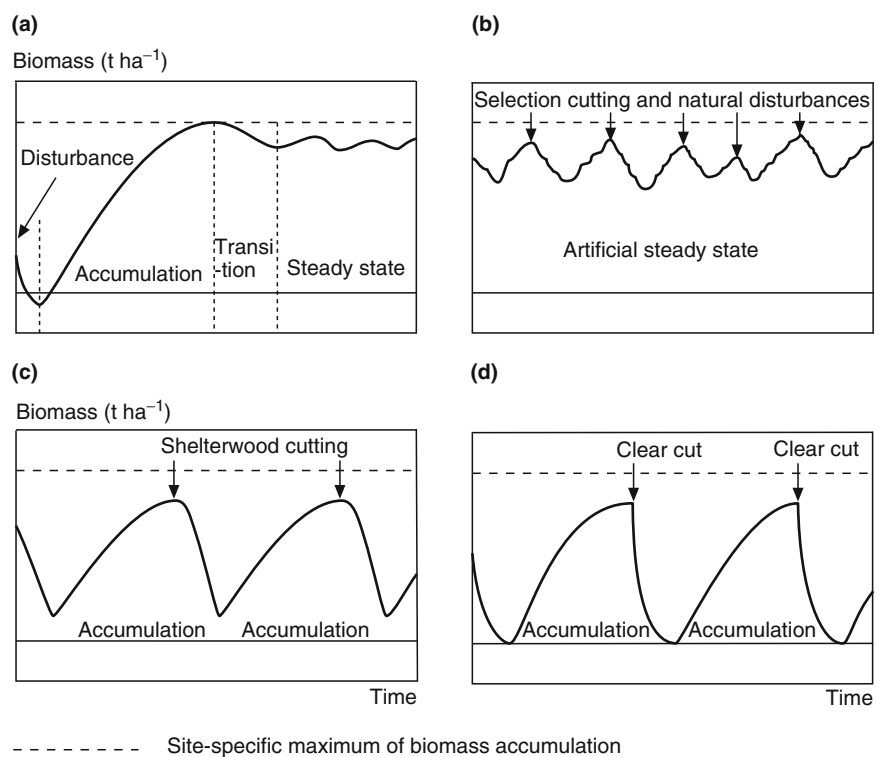 (a)
Biomass (t ha⁻¹)
Disturbance
Accumulation
Transi
-tion
Steady state
(b)
Selection cutting and natural disturbances
Artificial steady state
(c)
Biomass (t ha⁻¹)
Shelterwood cutting
Accumulation Accumulation
Time
(d)
Clear cut Clear cut
Accumulation Accumulation
Time
Site-specific maximum of biomass accumulation